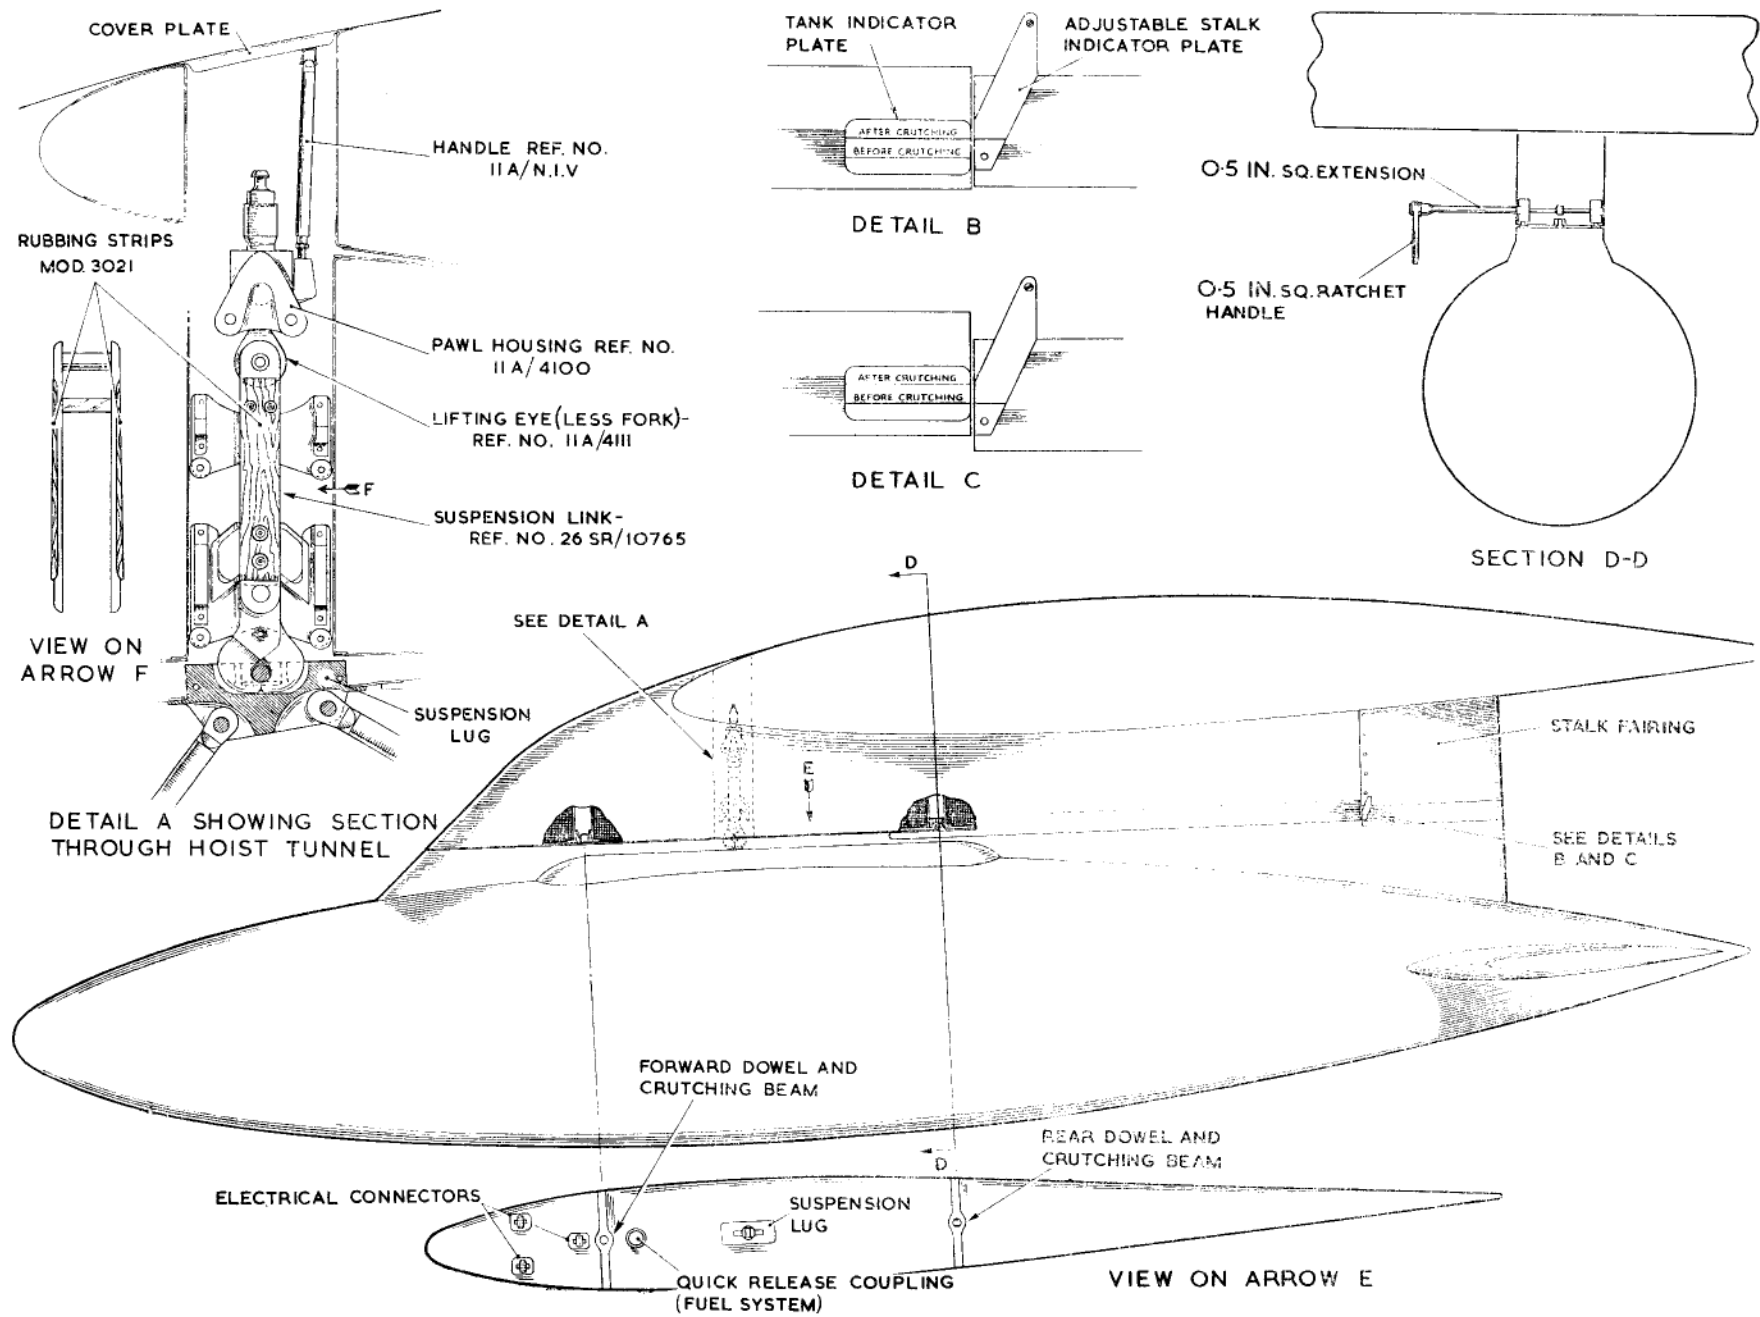 COVER PLATE
HANDLE REF. NO.
11A/N.I.V
RUBBING STRIPS
MOD. 3021
PAWL HOUSING REF. NO.
11A/4100
LIFTING EYE (LESS FORK)-
REF. NO. 11A/4111
F
SUSPENSION LINK-
REF. NO. 26 SR/10765
VIEW ON
ARROW F
SUSPENSION
LUG
DETAIL A SHOWING SECTION
THROUGH HOIST TUNNEL
TANK INDICATOR
PLATE
ADJUSTABLE STALK
INDICATOR PLATE
AFTER CRUTCHING
BEFORE CRUTCHING
DETAIL B
AFTER CRUTCHING
BEFORE CRUTCHING
DETAIL C
0·5 IN. SQ. EXTENSION
0·5 IN. SQ. RATCHET
HANDLE
SECTION D-D
D
SEE DETAIL A
E
STALK FAIRING
SEE DETAILS
B AND C
FORWARD DOWEL AND
CRUTCHING BEAM
D
REAR DOWEL AND
CRUTCHING BEAM
ELECTRICAL CONNECTORS
SUSPENSION
LUG
QUICK RELEASE COUPLING
(FUEL SYSTEM)
VIEW ON ARROW E